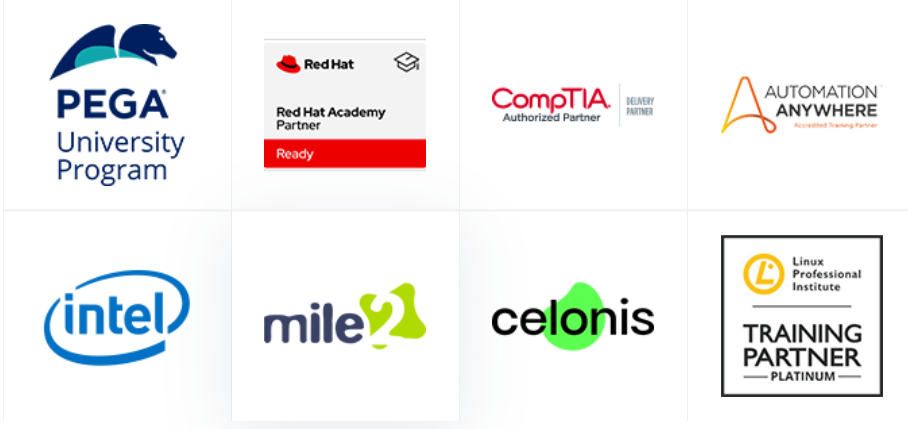 PEGA®
University
Program
Red Hat
Red Hat Academy
Partner
Ready
CompTIA.
Authorized Partner
DELIVERY
PARTNER
AUTOMATION
ANYWHERE
Accredited Training Partner
intel
mile2
celonis
Linux
Professional
Institute
TRAINING
PARTNER
PLATINUM